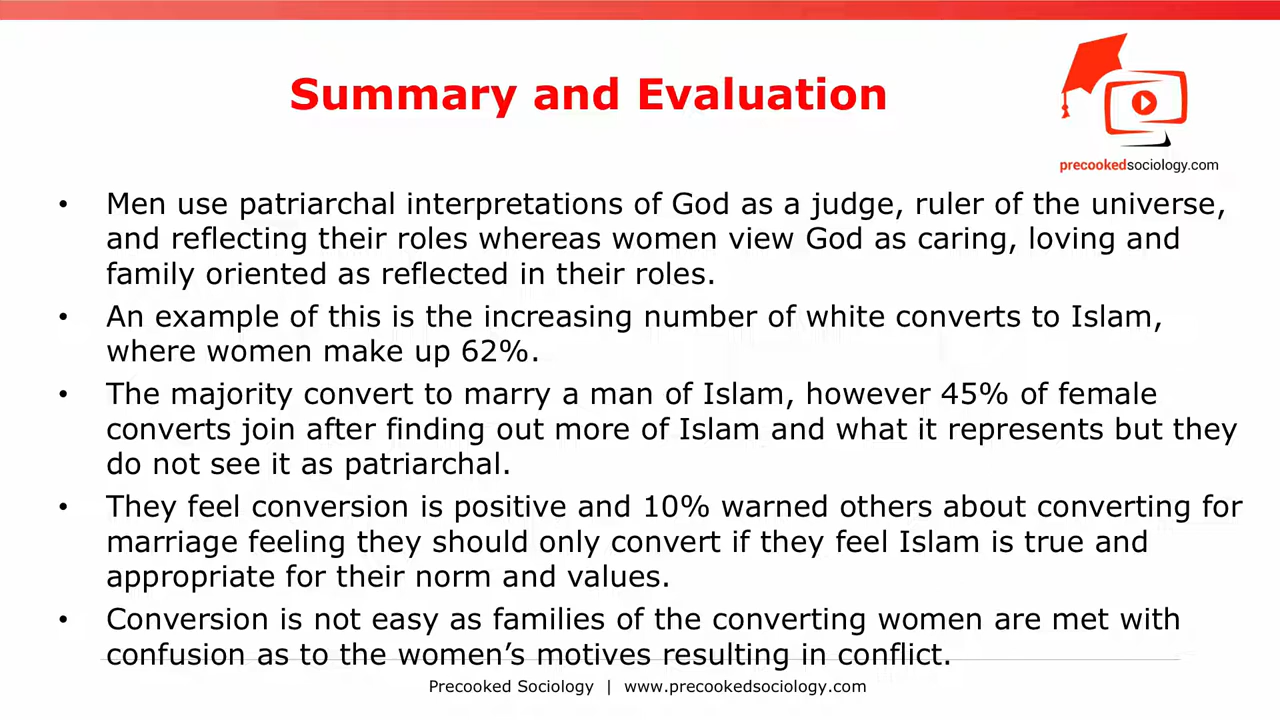 Summary and Evaluation
precookedsociology.com
• Men use patriarchal interpretations of God as a judge, ruler of the universe,
and reflecting their roles whereas women view God as caring, loving and
family oriented as reflected in their roles.
• An example of this is the increasing number of white converts to Islam,
where women make up 62%.
• The majority convert to marry a man of Islam, however 45% of female
converts join after finding out more of Islam and what it represents but they
do not see it as patriarchal.
• They feel conversion is positive and 10% warned others about converting for
marriage feeling they should only convert if they feel Islam is true and
appropriate for their norm and values.
• Conversion is not easy as families of the converting women are met with
confusion as to the women’s motives resulting in conflict.
Precooked Sociology | www.precookedsociology.com